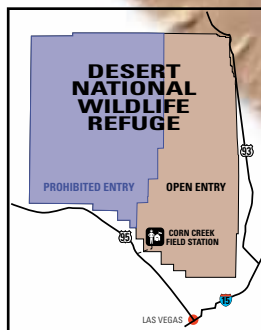 DESERT
NATIONAL
WILDLIFE
REFUGE
93
PROHIBITED ENTRY
OPEN ENTRY
95
CORN CREEK
FIELD STATION
15
LAS VEGAS